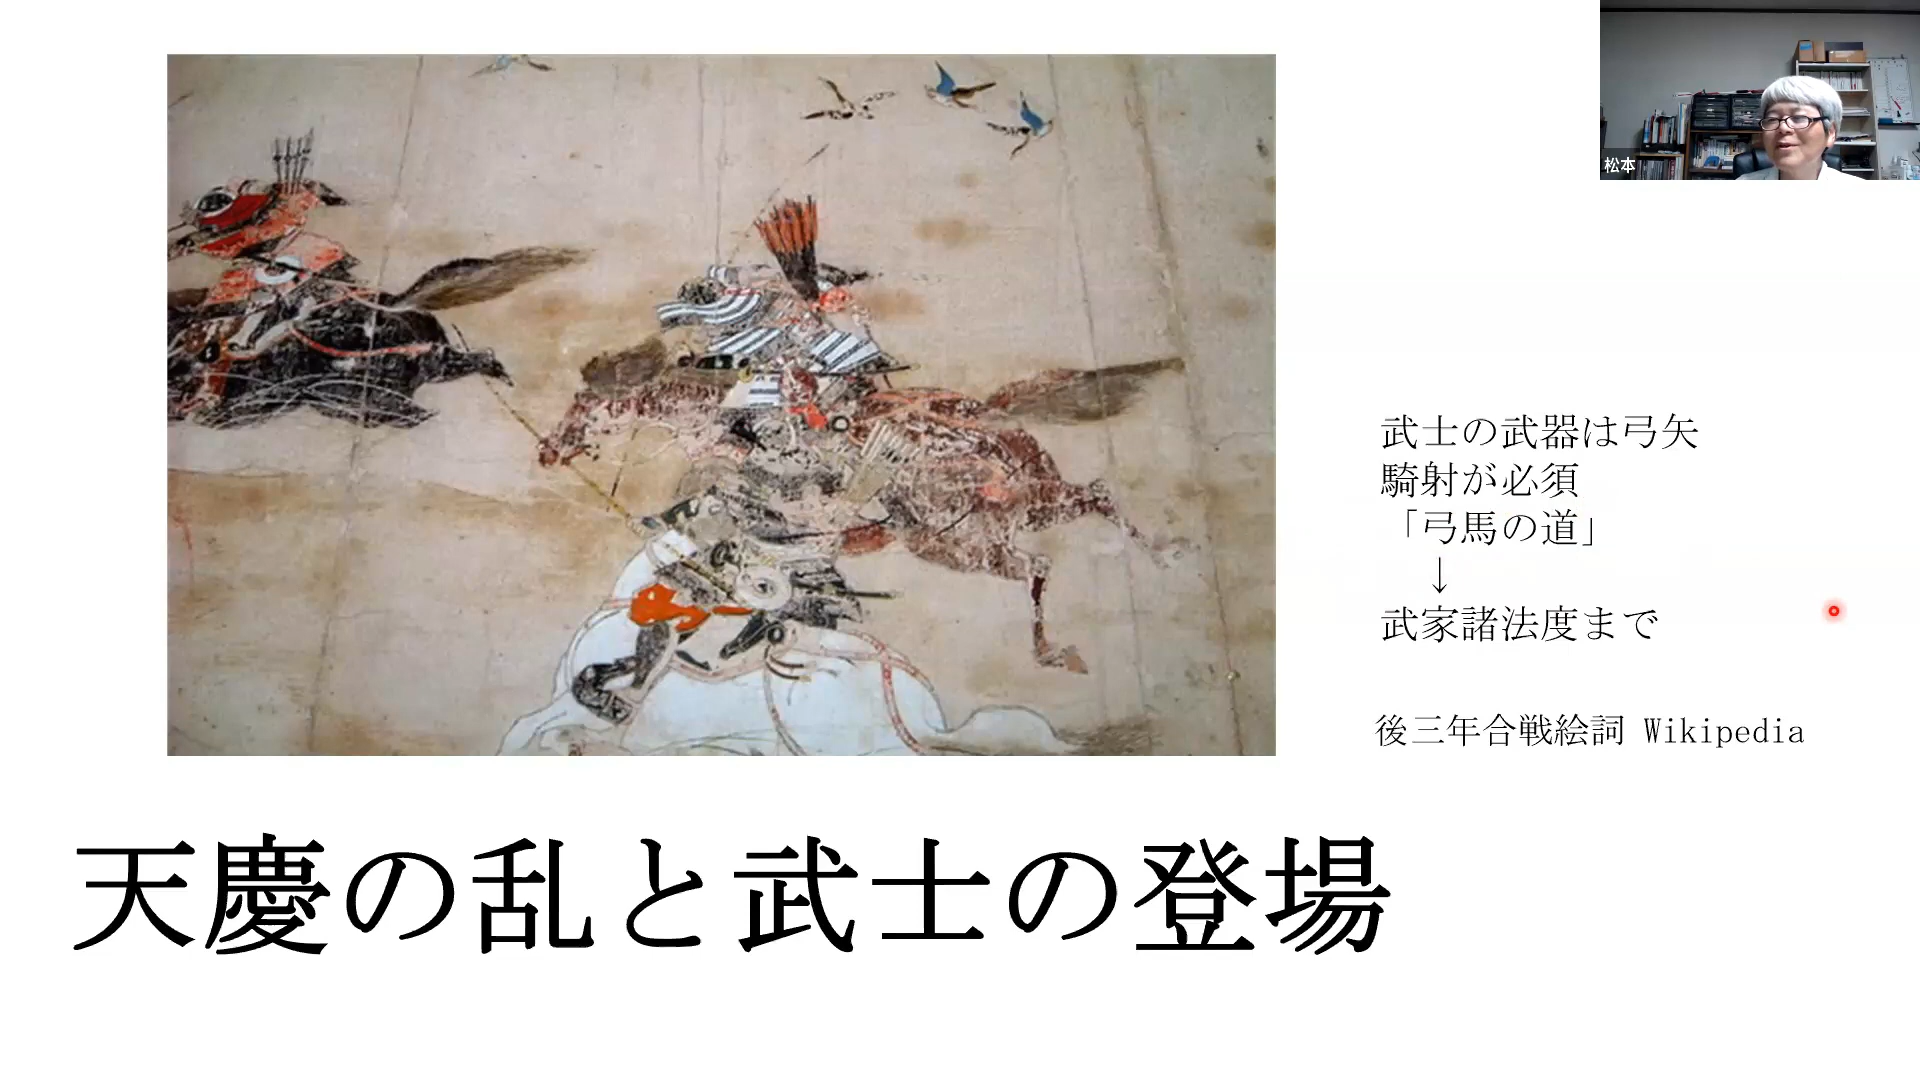 松本
武士の武器は弓矢
騎射が必須
「弓馬の道」
↓
武家諸法度まで
後三年合戦絵詞 Wikipedia
天慶の乱と武士の登場